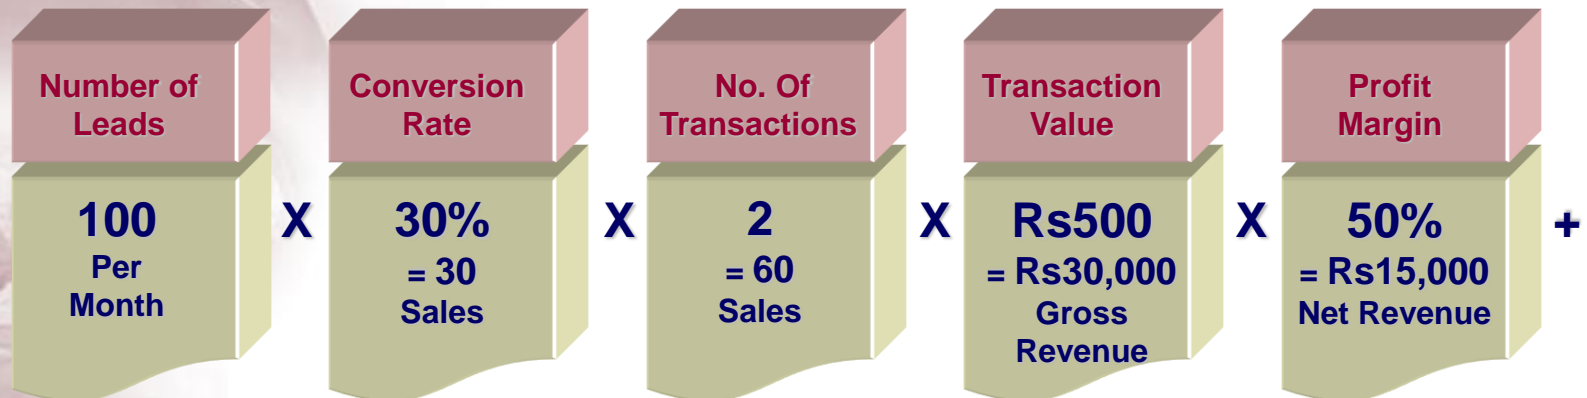 Number of
Leads
100
Per
Month
X
Conversion
Rate
30%
= 30
Sales
X
No. Of
Transactions
2
= 60
Sales
X
Transaction
Value
Rs500
= Rs30,000
Gross
Revenue
X
Profit
Margin
50%
= Rs15,000
Net Revenue
+